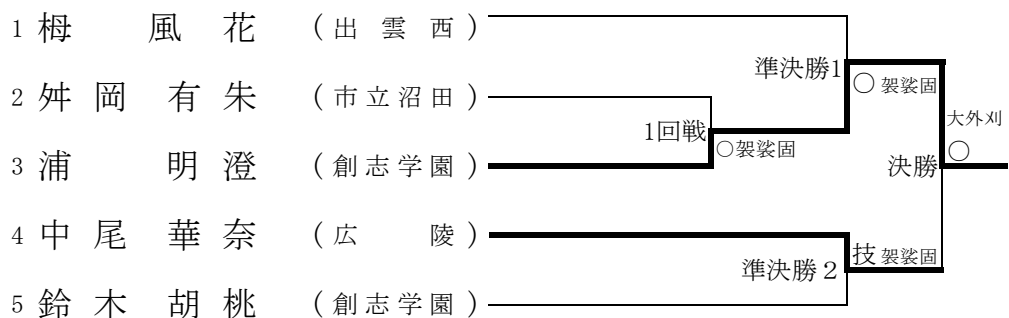 1 栂 風 花 (出 雲 西)
準決勝1
○ 袈裟固
2 舛 岡 有 朱 (市 立 沼 田)
大外刈
1回戦
○袈裟固
○
3 浦 明 澄 (創 志 学 園)
決勝
4 中 尾 華 奈 (広 陵)
技 袈裟固
準決勝2
5 鈴 木 胡 桃 (創 志 学 園)